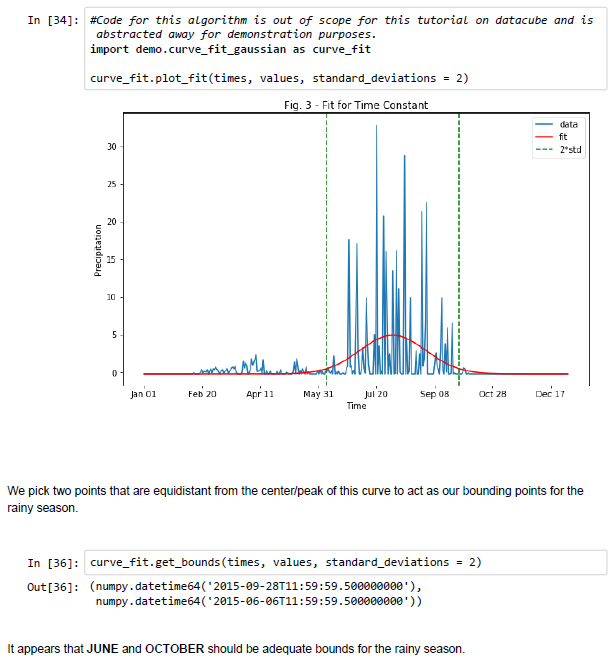 In [34]: #Code for this algorithm is out of scope for this tutorial on datacube and is
abstracted away for demonstration purposes.
import demo.curve_fit_gaussian as curve_fit
curve_fit.plot_fit(times, values, standard_deviations = 2)
Fig. 3 - Fit for Time Constant
data
fit
2*std
30
25
20
15
10
5
0
Precipitation
Jan 01 Feb 20 Apr 11 May 31 Jul 20 Sep 08 Oct 28 Dec 17
Time
We pick two points that are equidistant from the center/peak of this curve to act as our bounding points for the
rainy season.
In [36]: curve_fit.get_bounds(times, values, standard_deviations = 2)
Out[36]: (numpy.datetime64('2015-09-28T11:59:59.500000000'),
numpy.datetime64('2015-06-06T11:59:59.500000000'))
It appears that JUNE and OCTOBER should be adequate bounds for the rainy season.